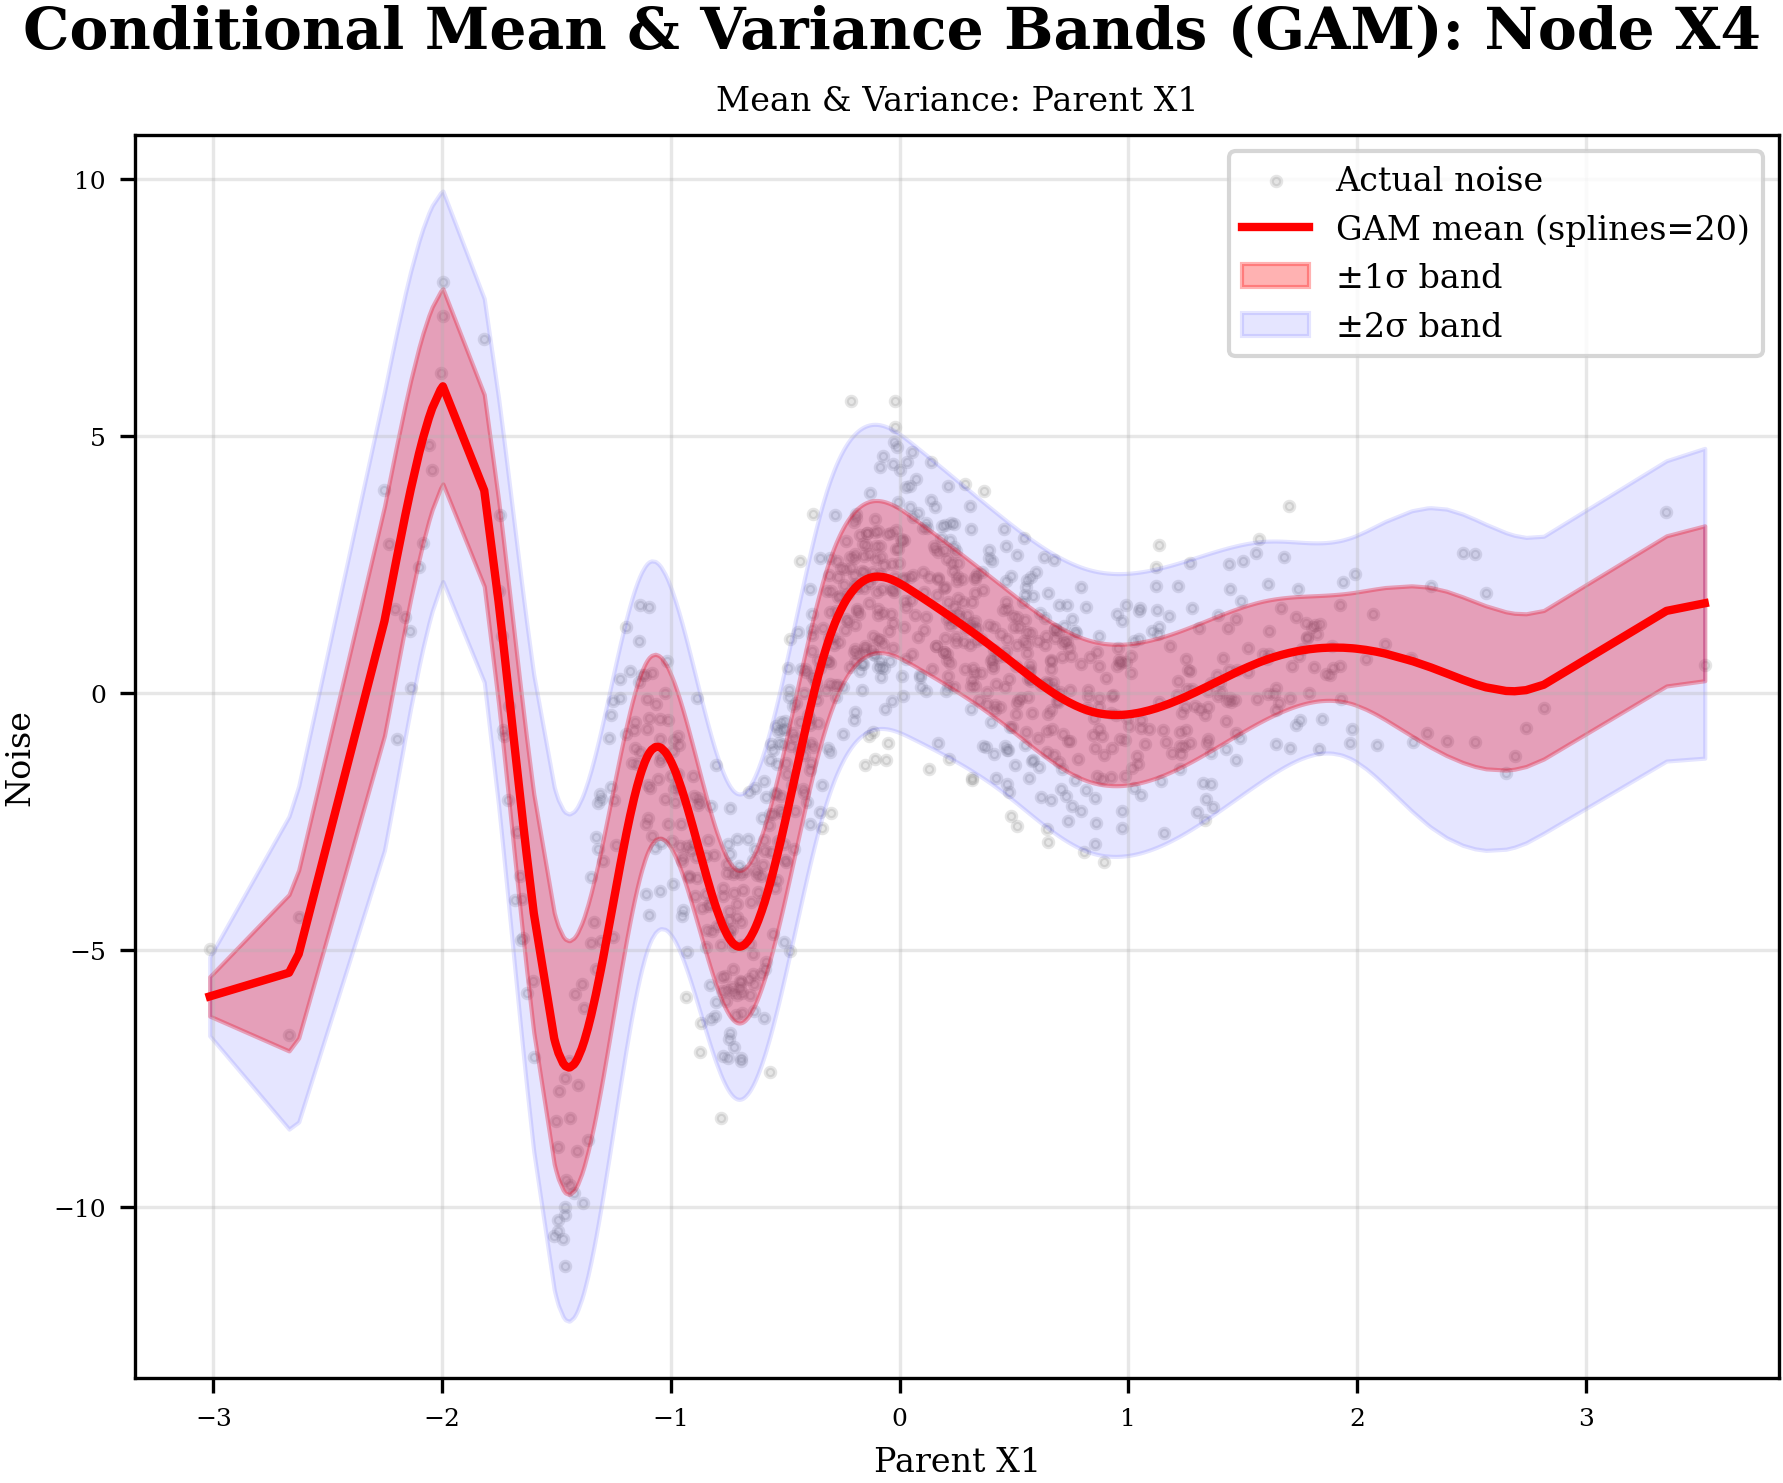 Conditional Mean & Variance Bands (GAM): Node X4
Mean & Variance: Parent X1
Actual noise
GAM mean (splines=20)
±1σ band
±2σ band
10
5
0
−5
−10
Noise
−3
−2
−1
0
1
2
3
Parent X1